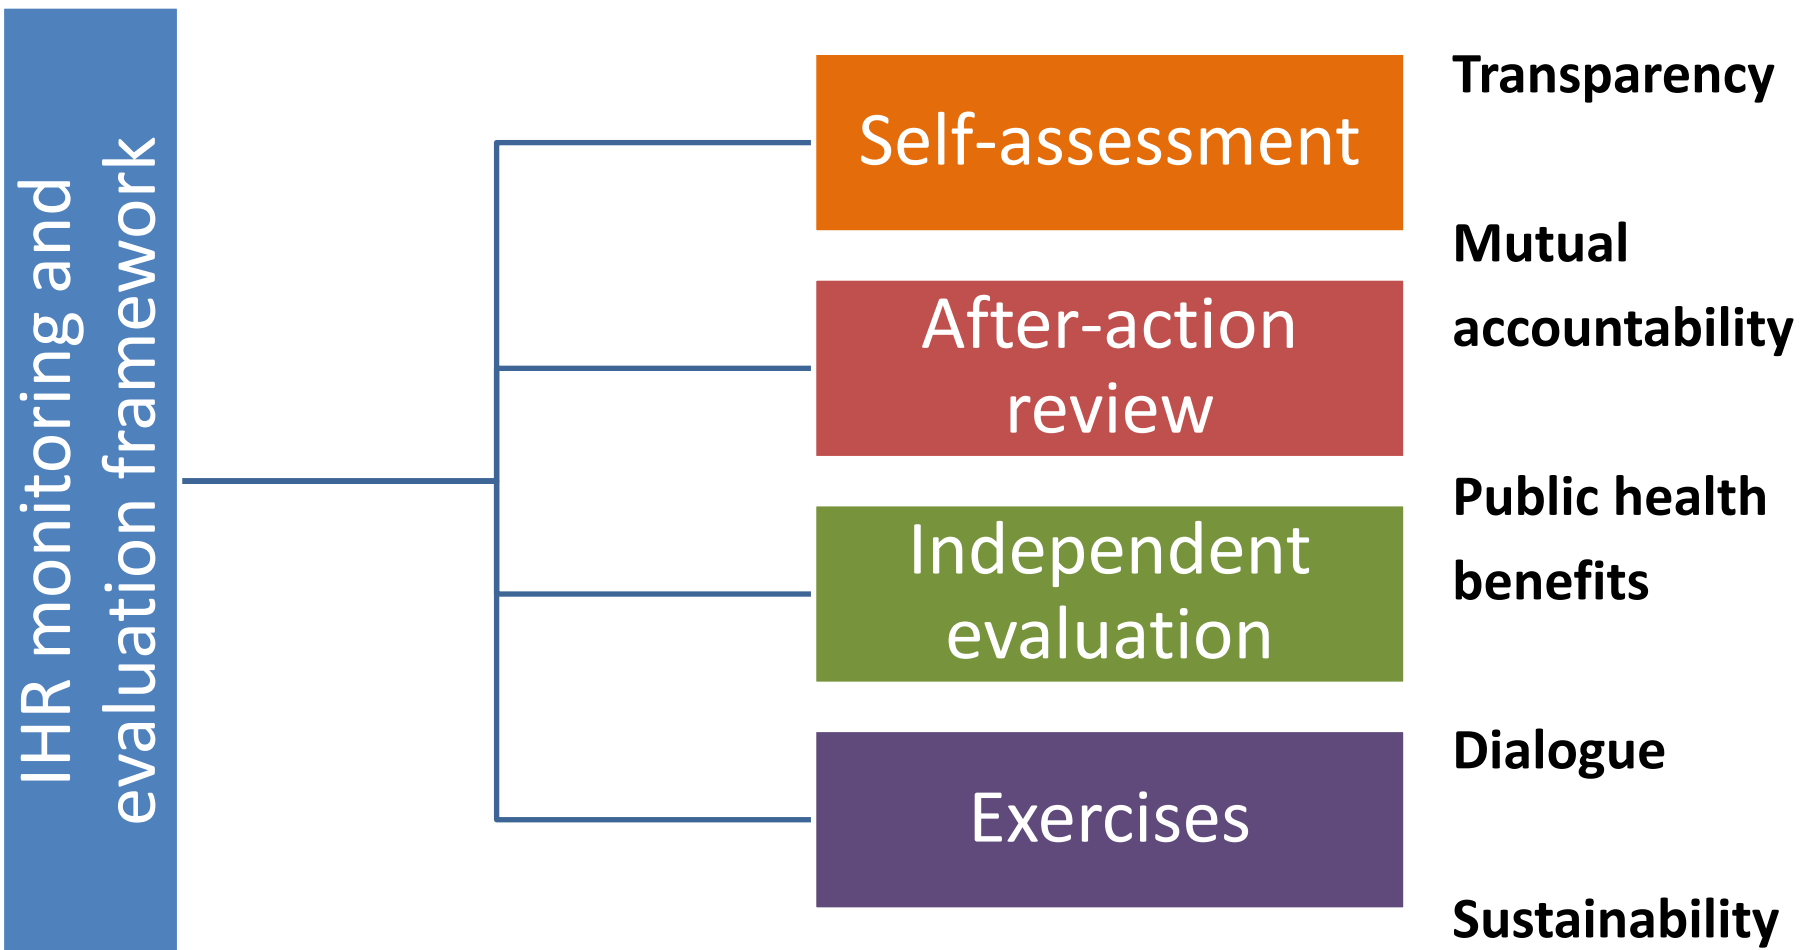 IHR monitoring and
evaluation framework
Self-assessment
After-action
review
Independent
evaluation
Exercises
Transparency
Mutual
accountability
Public health
benefits
Dialogue
Sustainability